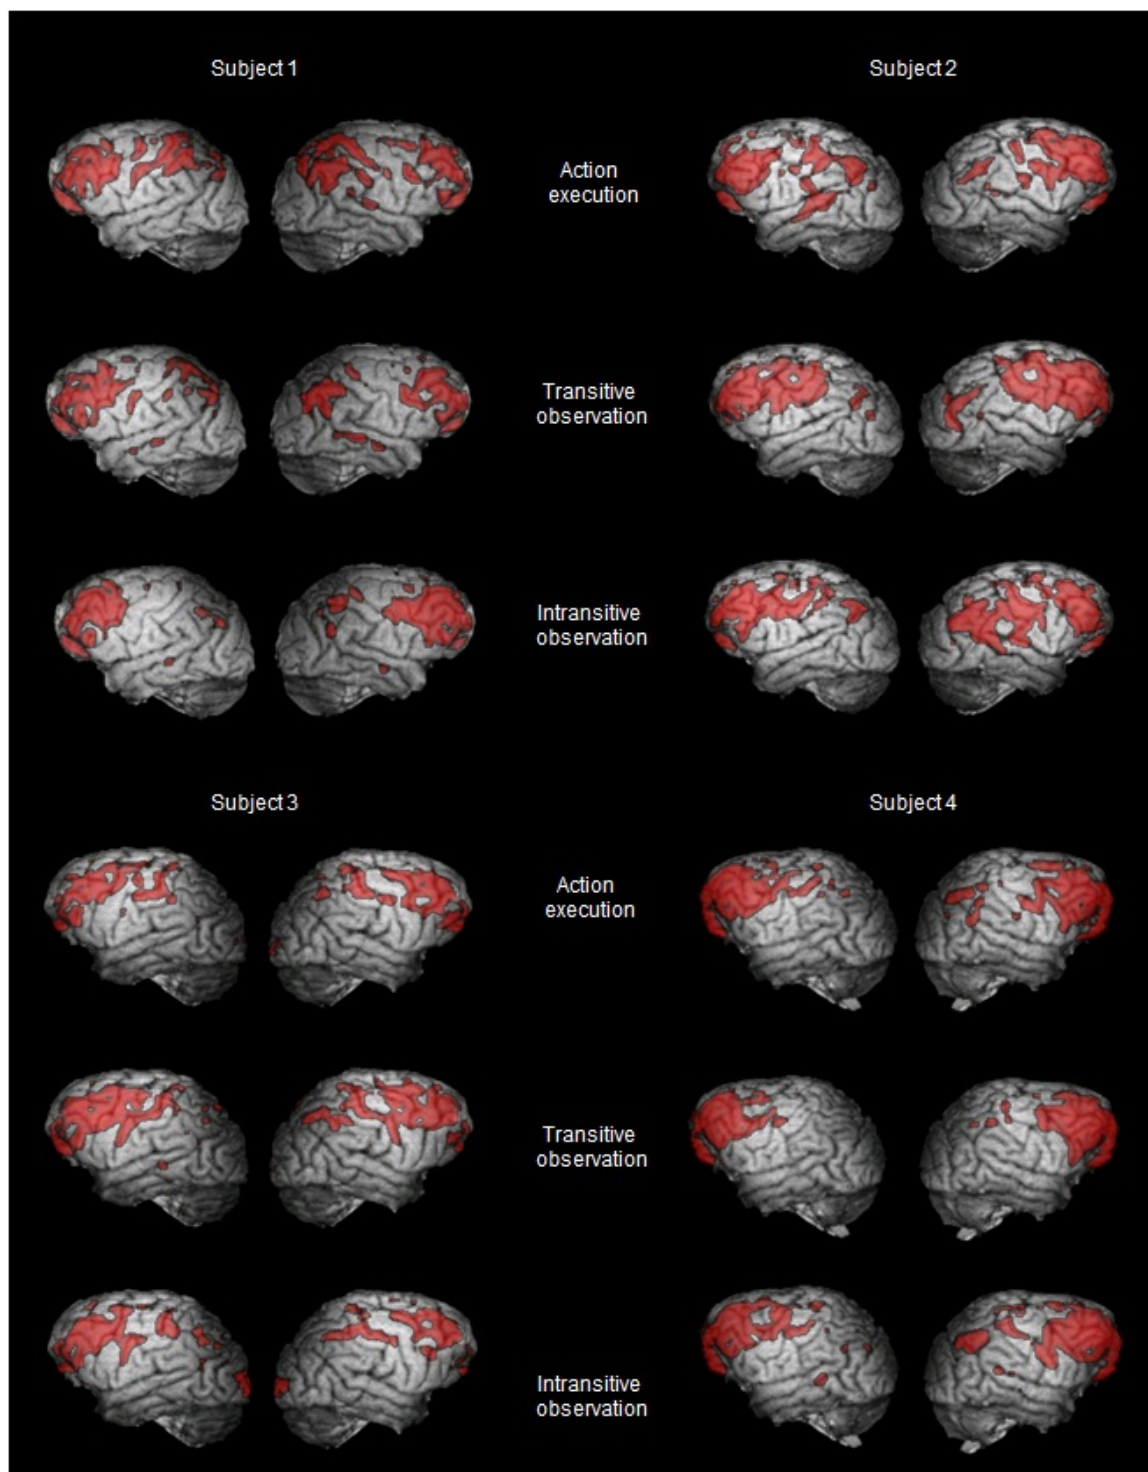 Subject 1
Subject 2
Action
execution
Transitive
observation
Intransitive
observation
Subject 3
Subject 4
Action
execution
Transitive
observation
Intransitive
observation